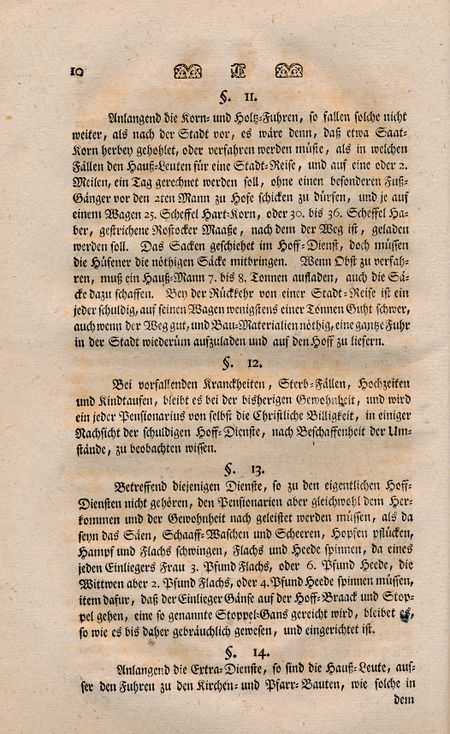 10
§. 11.
Anlangend die Korn- und Holtz-Fuhren, so fallen solche nicht
weiter, als nach der Stadt vor, es wäre denn, daß etwa Saat-
Korn herbey gehohlet, oder verfahren werden müste, als in welchen
Fällen den Hauß-Leuten für eine Stadt-Reise, und auf eine oder 2.
Meilen, ein Tag gerechnet werden soll, ohne einen besonderen Fuß-
Gänger vor den 2ten Mann zu Hofe schicken zu dürfen, und je auf
einem Wagen 25. Scheffel Hart-Korn, oder 30. bis 36. Scheffel Ha-
ber, gestrichene Rostocker Maaße, nach dem der Weg ist, geladen
werden soll. Das Sacken geschiehet im Hoff-Dienst, doch müssen
die Hüfener die nöthigen Säcke mitbringen. Wenn Obst zu verfah-
ren, muß ein Hauß-Mann 7. bis 8. Tonnen aufladen, auch die Sä-
cke dazu schaffen. Bey der Rückkehr von einer Stadt-Reise ist ein
jeder schuldig, auf seinen Wagen wenigstens einer Tonnen Guht schwer,
auch wenn der Weg gut, und Bau-Materialien nöthig, eine gantze Fuhr
in der Stadt wiederüm aufzuladen und auf den Hoff zu liefern.
§. 12.
Bei vorfallenden Kranckheiten, Sterb-Fällen, Hochzeiten
und Kindtaufen, bleibt es bei der bisherigen Gewohnheit, und wird
ein jeder Pensionarius von selbst die Christliche Billigkeit, in einiger
Nachsicht der schuldigen Hoff-Dienste, nach Beschaffenheit der Um-
stände, zu beobachten wissen.
§. 13.
Betreffend diejenigen Dienste, so zu den eigentlichen Hoff-
Diensten nicht gehören, den Pensionarien aber gleichwohl dem Her-
kommen und der Gewohnheit nach geleistet werden müssen, als da
seyn das Säen, Schaaff-Waschen und Scheeren, Hopfen pflücken,
Hampf und Flachs schwingen, Flachs und Heede spinnen, da eines
jeden Einliegers Frau 3. Pfund Flachs, oder 6. Pfund Heede, die
Wittwen aber 2. Pfund Flachs, oder 4. Pfund Heede spinnen müssen,
item dafur, daß der Einlieger Gänse auf der Hoff-Braack und Stop-
pel gehen, eine so genannte Stoppel-Gans gereicht wird, bleibet es,
so wie es bis daher gebräuchlich gewesen, und eingerichtet ist.
§. 14.
Anlangend die Extra-Dienste, so sind die Hauß-Leute, auf-
ser den Fuhren zu den Kirchen- und Pfarr-Bauten, wie solche in
dem